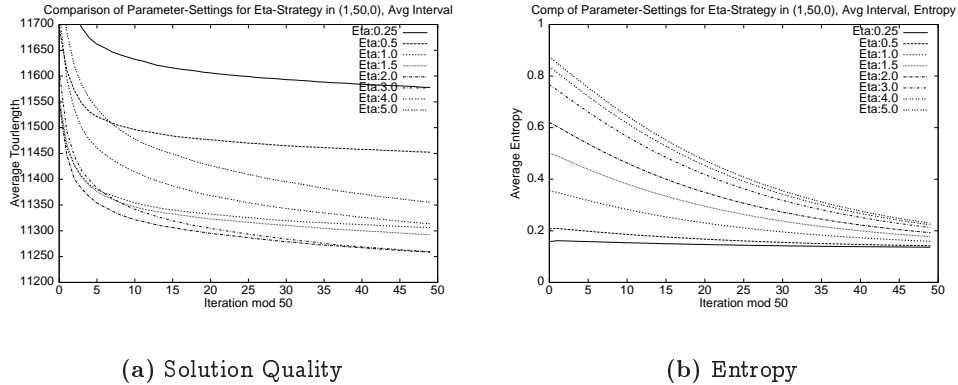 Comparison of Parameter-Settings for Eta-Strategy in (1,50,0), Avg Interval
11700
11650
11600
11550
11500
11450
11400
11350
11300
11250
11200
Average Tourlength
Eta:0.25
Eta:0.5
Eta:1.0
Eta:1.5
Eta:2.0
Eta:3.0
Eta:4.0
Eta:5.0
0 5 10 15 20 25 30 35 40 45 50
Iteration mod 50
(a) Solution Quality
Comp of Parameter-Settings for Eta-Strategy in (1,50,0), Avg Interval, Entropy
1
0.8
0.6
0.4
0.2
0
Average Entropy
Eta:0.25
Eta:0.5
Eta:1.0
Eta:1.5
Eta:2.0
Eta:3.0
Eta:4.0
Eta:5.0
0 5 10 15 20 25 30 35 40 45 50
Iteration mod 50
(b) Entropy